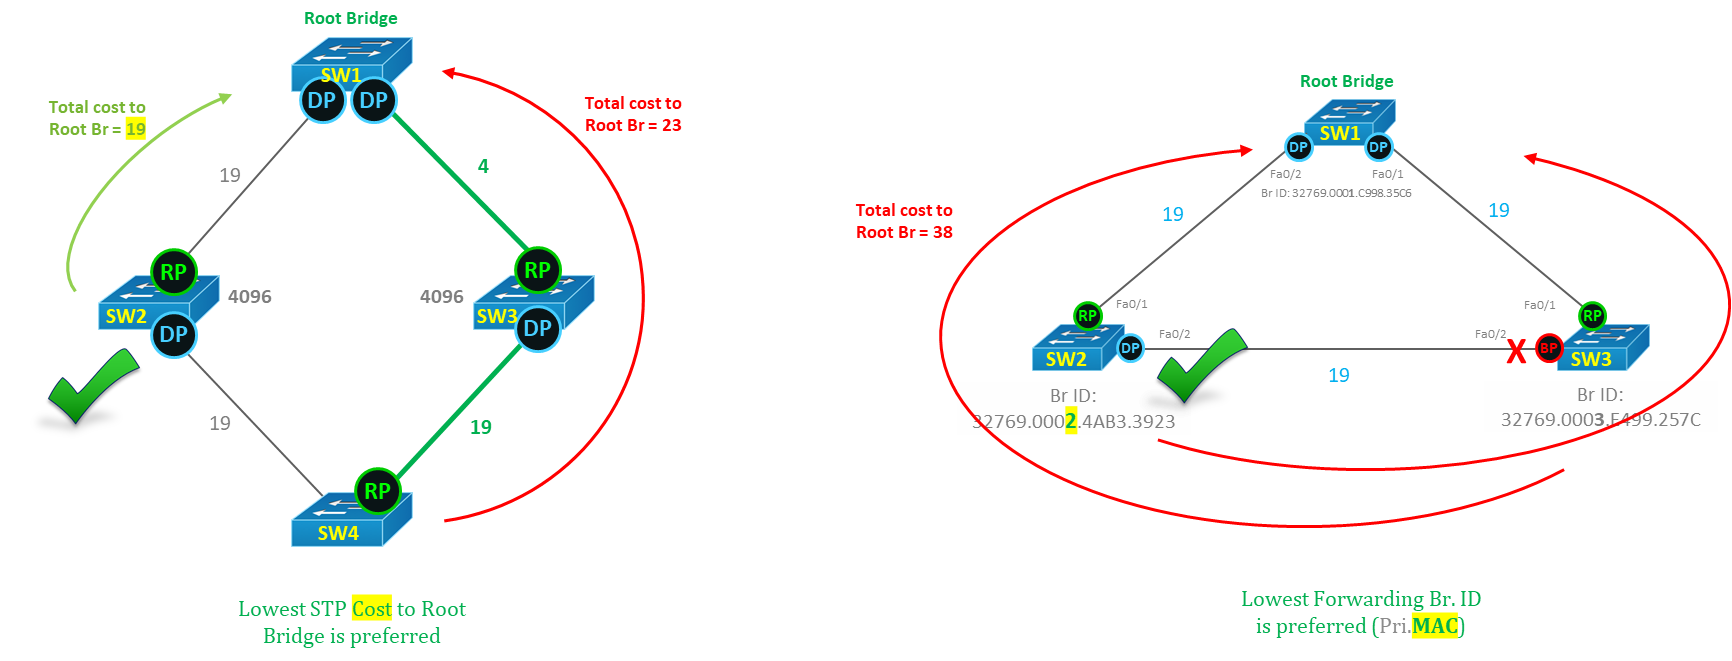 Root Bridge
SW1
DP
DP
Total cost to
Root Br = 19
Total cost to
Root Br = 23
19
4
RP
RP
SW2
4096
4096
SW3
DP
DP
19
19
RP
SW4
Lowest STP Cost to Root
Bridge is preferred
Root Bridge
SW1
DP
DP
Fa0/2
Fa0/1
Br ID: 32769.0001.C998.35C6
Total cost to
Root Br = 38
19
19
Fa0/1
Fa0/1
RP
RP
Fa0/2
Fa0/2
SW2
DP
X
BP
SW3
19
Br ID:
32769.0002.4AB3.3923
Br ID:
32769.0003.E499.257C
Lowest Forwarding Br. ID
is preferred (Pri.MAC)